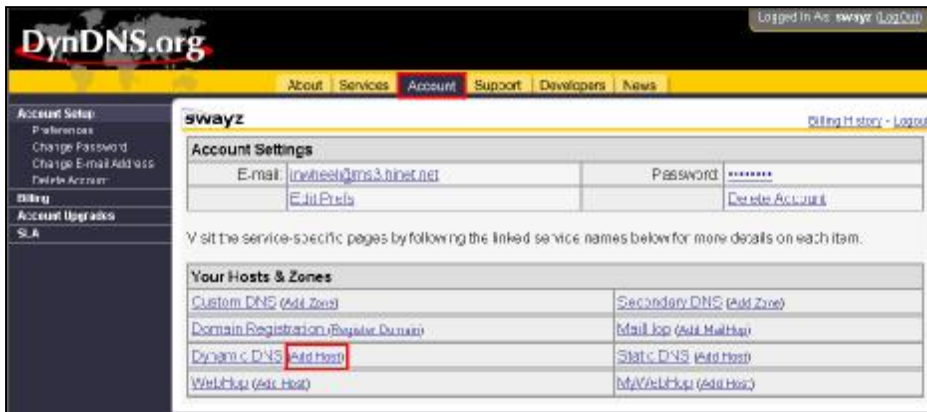 Logged In As: swayz (LogOut)
DynDNS.org
About Services Account Support Developers News
Account Setup
Preferences
Change Password
Change E-mail Address
Delete Account
Billing
Account Upgrades
SLA
swayz
Billing History - Logout
Account Settings
E-mail: Password:
Edit Prefs Delete Account
Visit the service-specific pages by following the linked service names below for more details on each item.
Your Hosts & Zones
Custom DNS (Add Zone) Secondary DNS (Add Zone)
Domain Registration (Register Domain) MailHop (Add MailHop)
Dynamic DNS (Add Host) Static DNS (Add Host)
WebHop (Add Host) MyWebHop (Add Host)